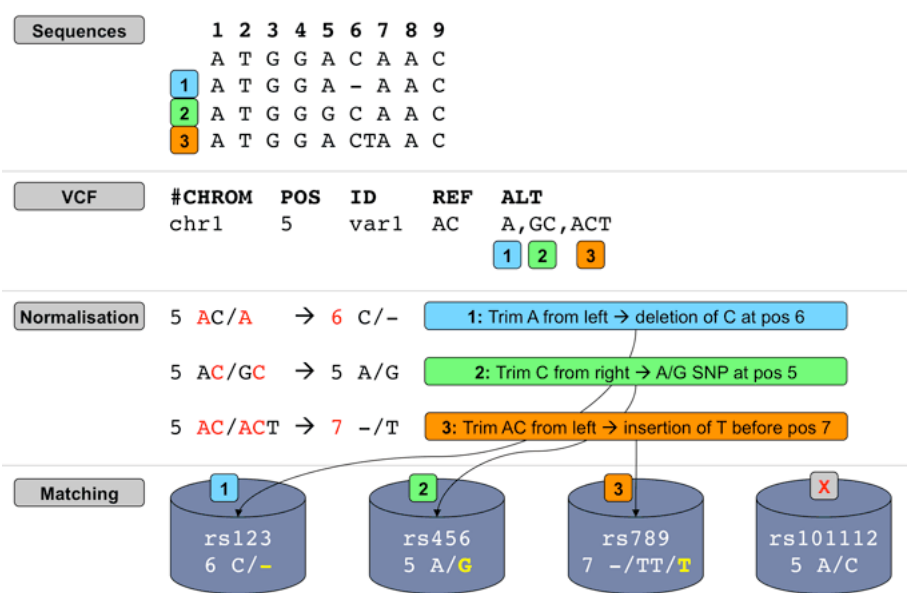 Sequences 1 2 3 4 5 6 7 8 9
A T G G A C A A C
1 A T G G A - A A C
2 A T G G G C A A C
3 A T G G A CTA A C
VCF #CHROM POS ID REF ALT
chr1 5 var1 AC A,GC,ACT
1 2 3
Normalisation 5 AC/A → 6 C/- 1: Trim A from left → deletion of C at pos 6
5 AC/GC → 5 A/G 2: Trim C from right → A/G SNP at pos 5
5 AC/ACT → 7 -/T 3: Trim AC from left → insertion of T before pos 7
Matching 1 2 3 X
rs123 rs456 rs789 rs101112
6 C/- 5 A/G 7 -/TT/T 5 A/C